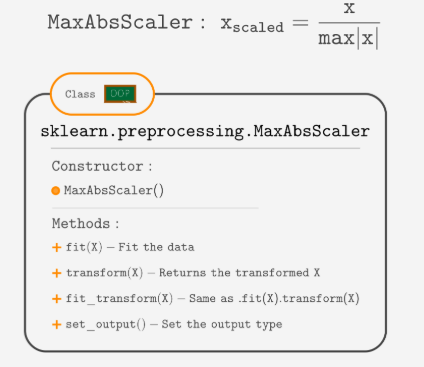 MaxAbsScaler : x_scaled = x / max|x|
Class OOP
sklearn.preprocessing.MaxAbsScaler
Constructor :
MaxAbsScaler()
Methods :
+ fit(X) – Fit the data
+ transform(X) – Returns the transformed X
+ fit_transform(X) – Same as .fit(X).transform(X)
+ set_output() – Set the output type